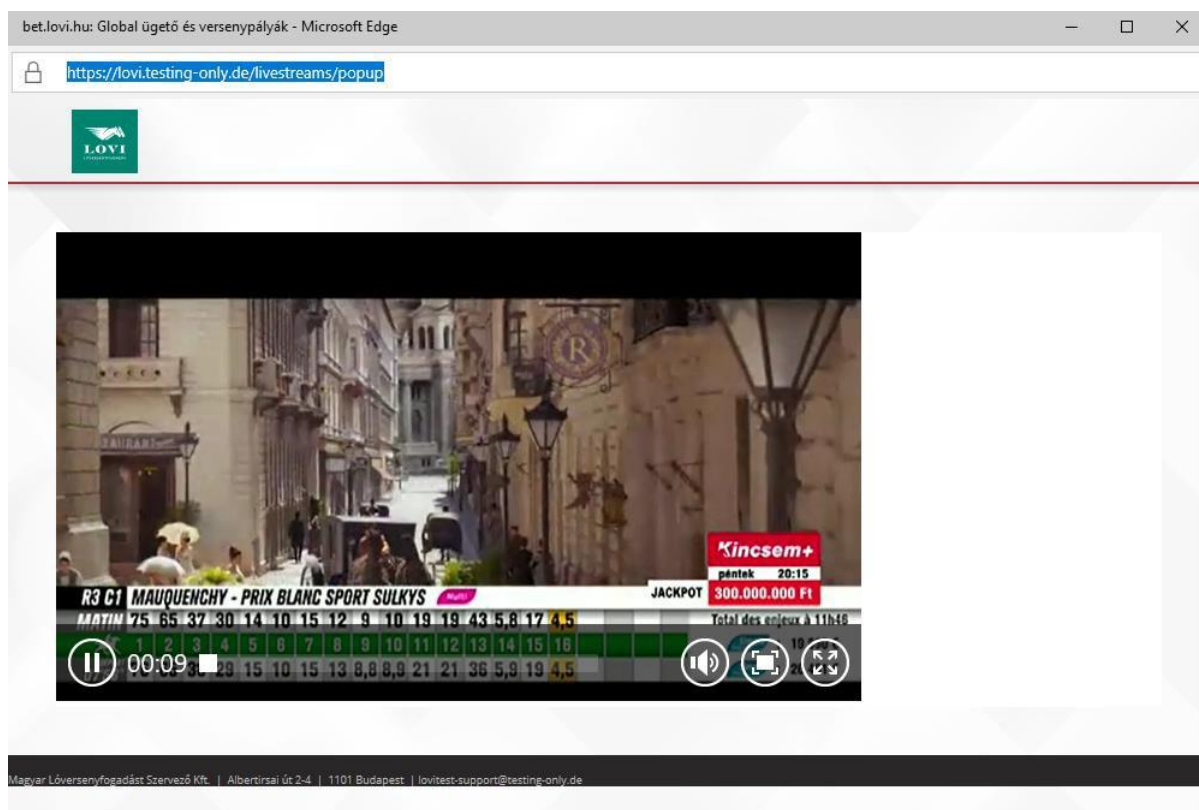 bet.lovi.hu: Global ügető és versenypályák - Microsoft Edge
https://lovi.testing-only.de/livestreams/popup
LOVI
RESTAURANT
R
Kincsem+
péntek 20:15
JACKPOT 300.000.000 Ft
R3 C1 MAUQUENCHY - PRIX BLANC SPORT SULKYS Multi
MATIN 75 65 37 30 14 10 15 12 9 10 19 19 43 5,8 17 4,5
Total des enjeux à 11h46
1 2 3 4 5 6 7 8 9 10 11 12 13 14 15 16
00:09
29 15 10 15 13 8,8 8,9 21 21 36 5,9 19 4,5
Magyar Lóversenyfogadást Szervező Kft. | Albertirsai út 2-4 | 1101 Budapest | lovitest-support@testing-only.de